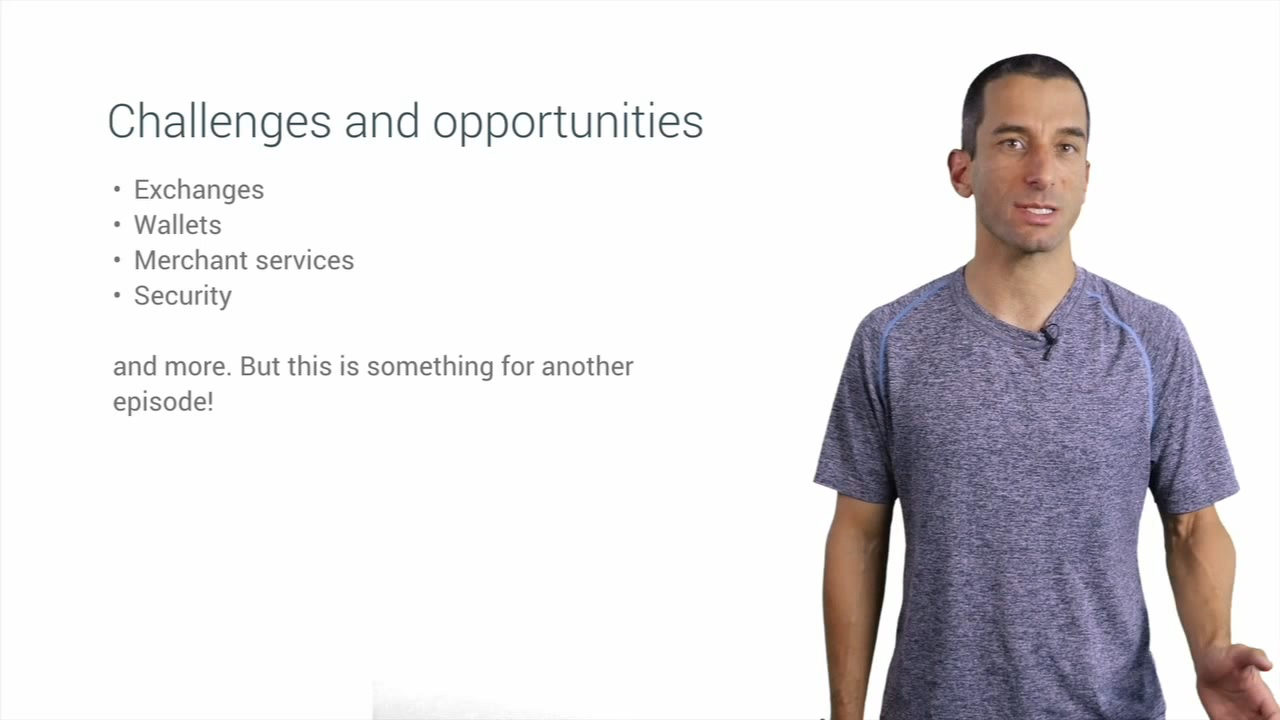 Challenges and opportunities
• Exchanges
• Wallets
• Merchant services
• Security
and more. But this is something for another
episode!